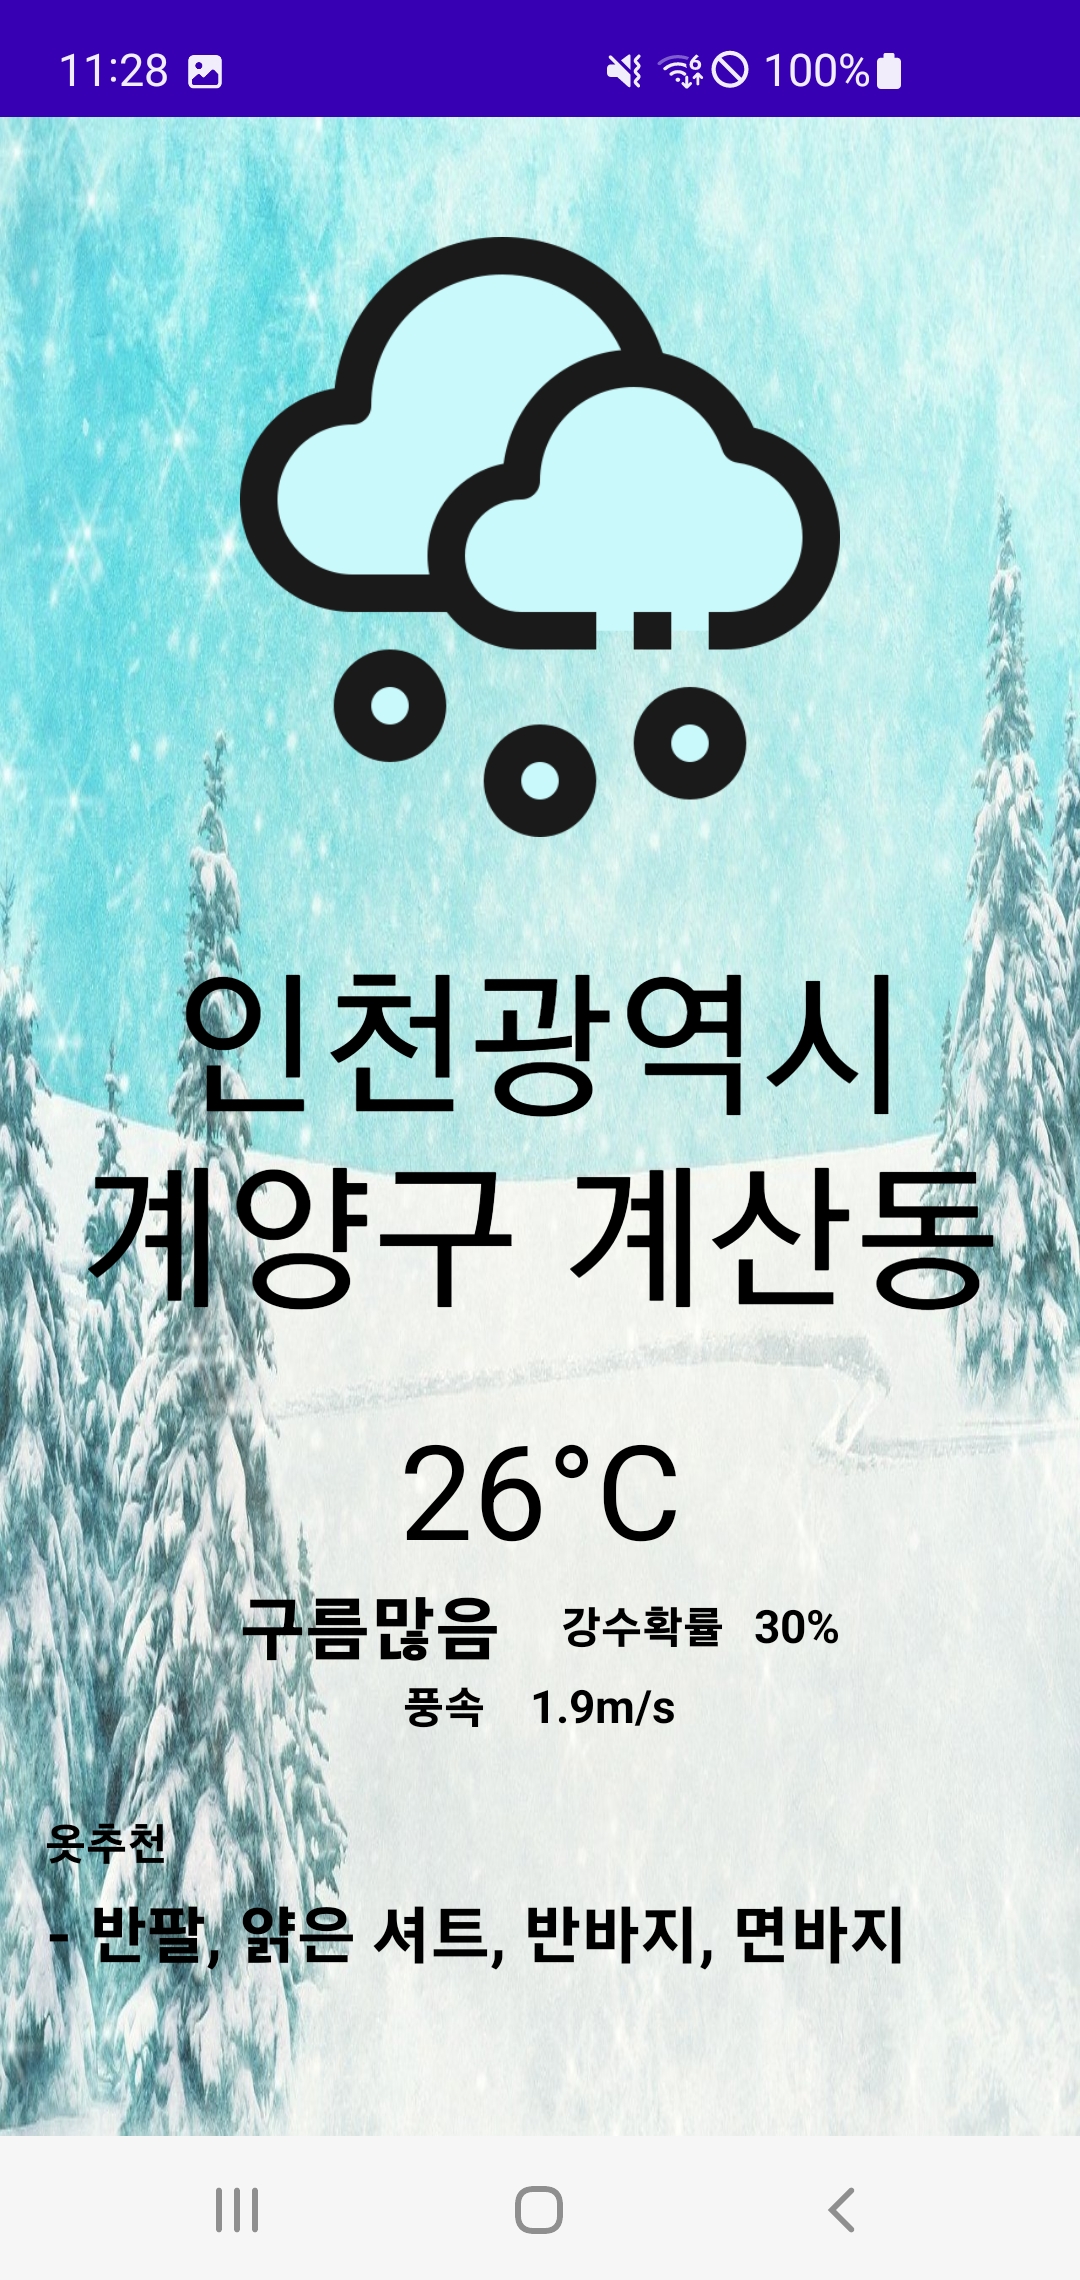 11:28 100%
인천광역시
계양구 계산동
26°C
구름많음 강수확률 30%
풍속 1.9m/s
옷추천
- 반팔, 얇은 셔트, 반바지, 면바지